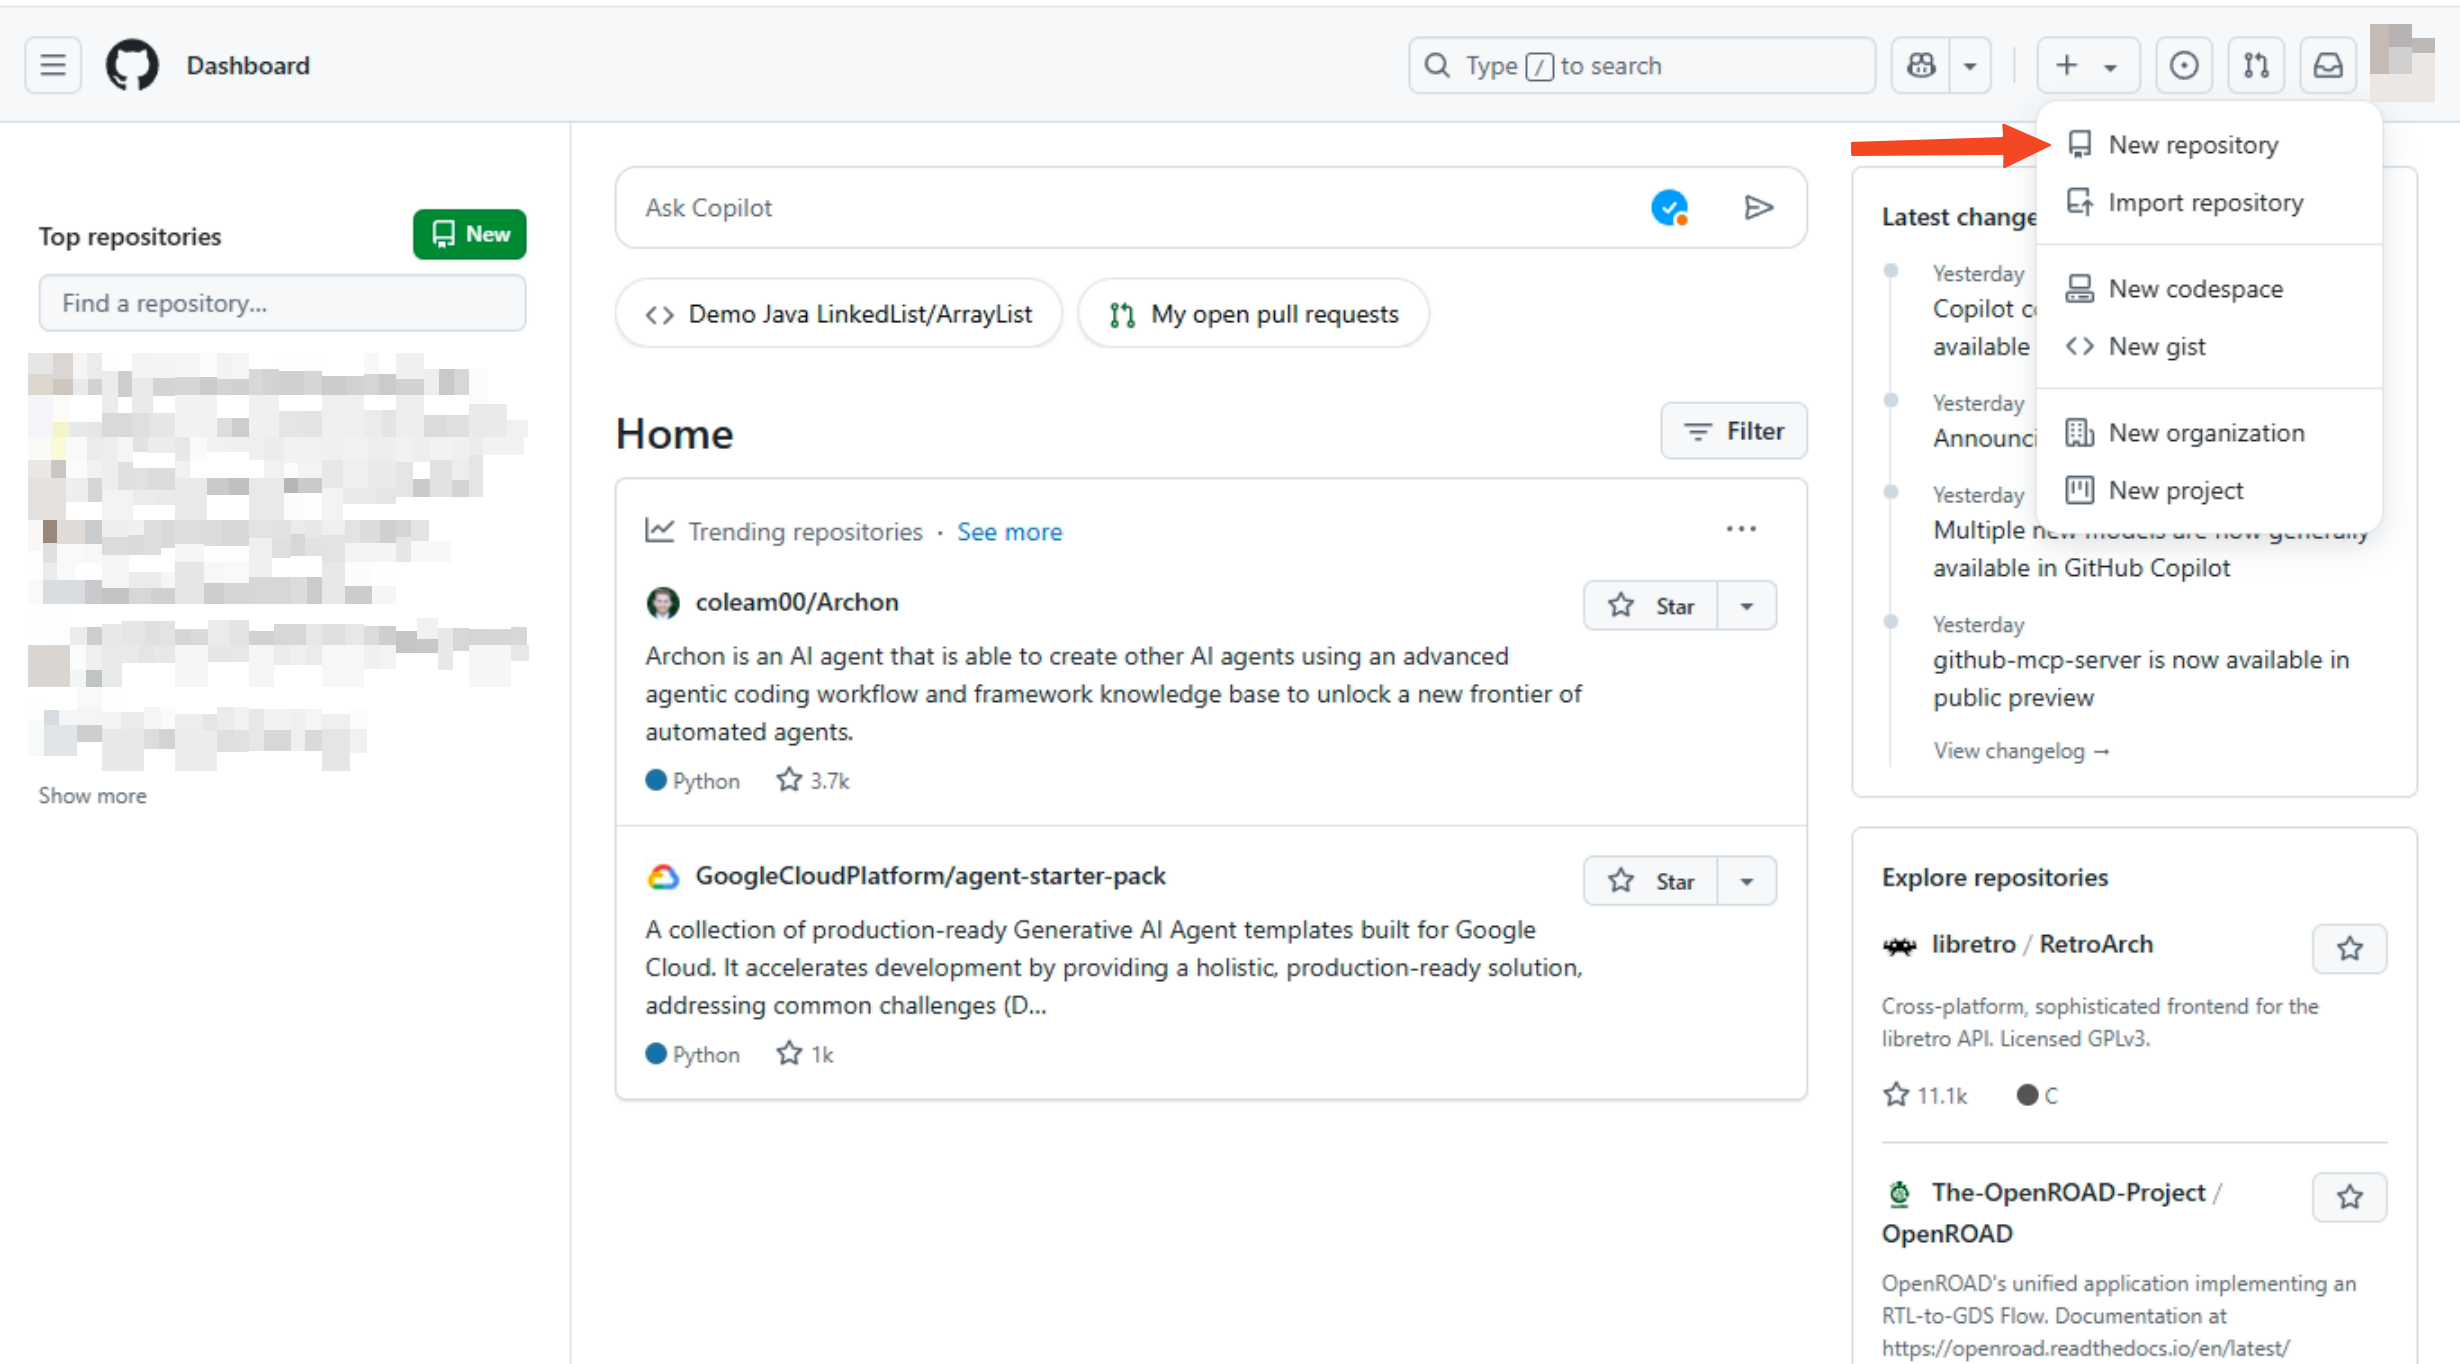 Dashboard
Type / to search
New repository
Import repository
New codespace
New gist
New organization
New project
Top repositories
New
Find a repository...
Show more
Ask Copilot
Demo Java LinkedList/ArrayList
My open pull requests
Home
Filter
Trending repositories · See more
coleam00/Archon
Star
Archon is an AI agent that is able to create other AI agents using an advanced
agentic coding workflow and framework knowledge base to unlock a new frontier of
automated agents.
Python 3.7k
GoogleCloudPlatform/agent-starter-pack
Star
A collection of production-ready Generative AI Agent templates built for Google
Cloud. It accelerates development by providing a holistic, production-ready solution,
addressing common challenges (D...
Python 1k
Latest change
Yesterday
Copilot c
available
Yesterday
Announci
Yesterday
Multiple new models are now generally
available in GitHub Copilot
Yesterday
github-mcp-server is now available in
public preview
View changelog →
Explore repositories
libretro / RetroArch
Cross-platform, sophisticated frontend for the
libretro API. Licensed GPLv3.
11.1k C
The-OpenROAD-Project /
OpenROAD
OpenROAD's unified application implementing an
RTL-to-GDS Flow. Documentation at
https://openroad.readthedocs.io/en/latest/